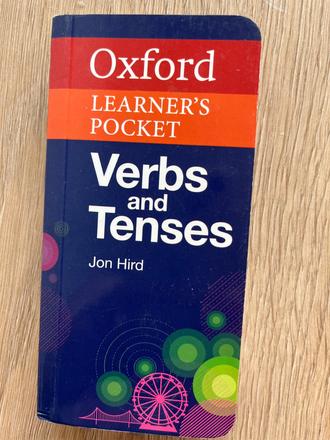 Oxford
LEARNER'S
POCKET
Verbs
and
Tenses
Jon Hird